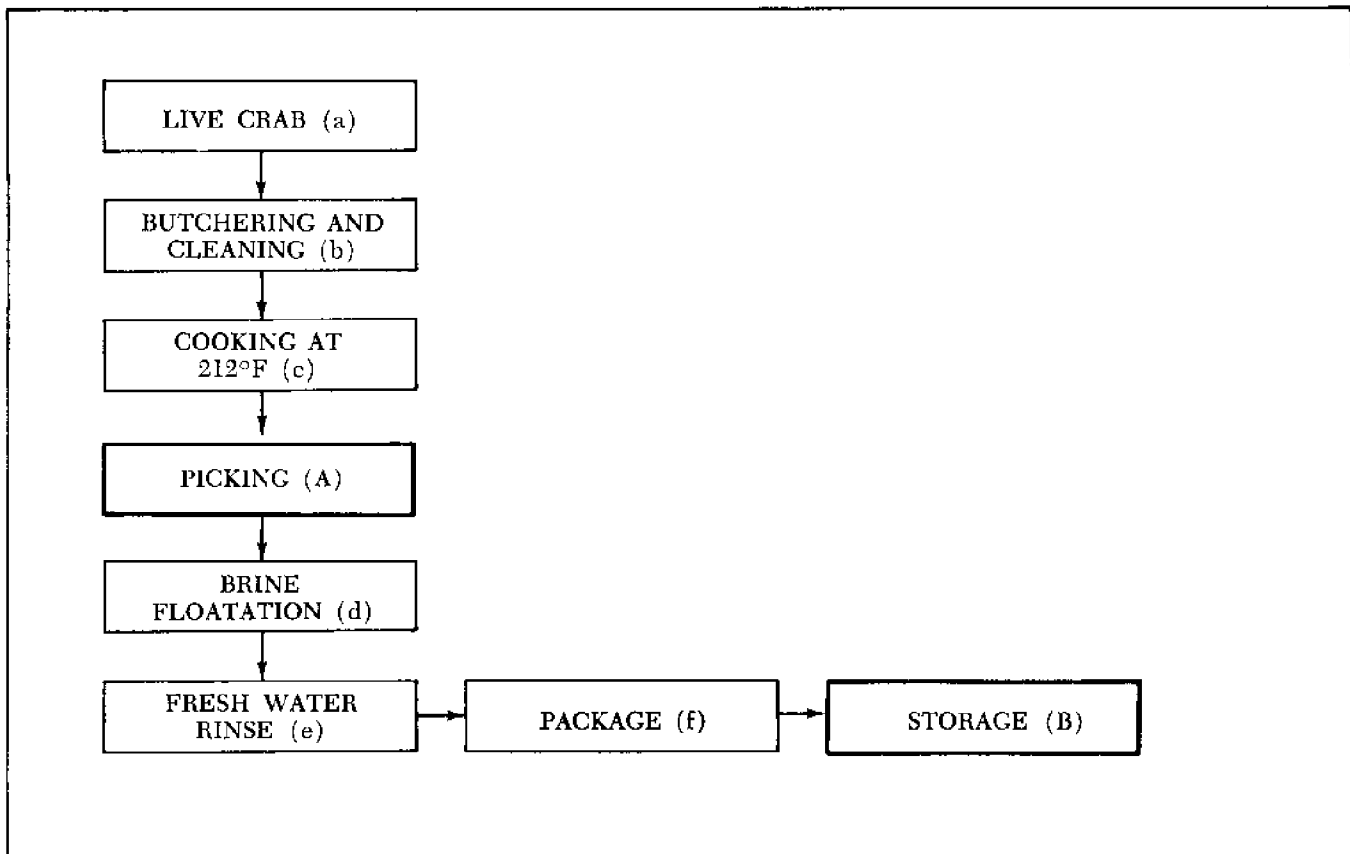 LIVE CRAB (a)
BUTCHERING AND
CLEANING (b)
COOKING AT
212°F (c)
PICKING (A)
BRINE
FLOATATION (d)
FRESH WATER
RINSE (e)
PACKAGE (f)
STORAGE (B)